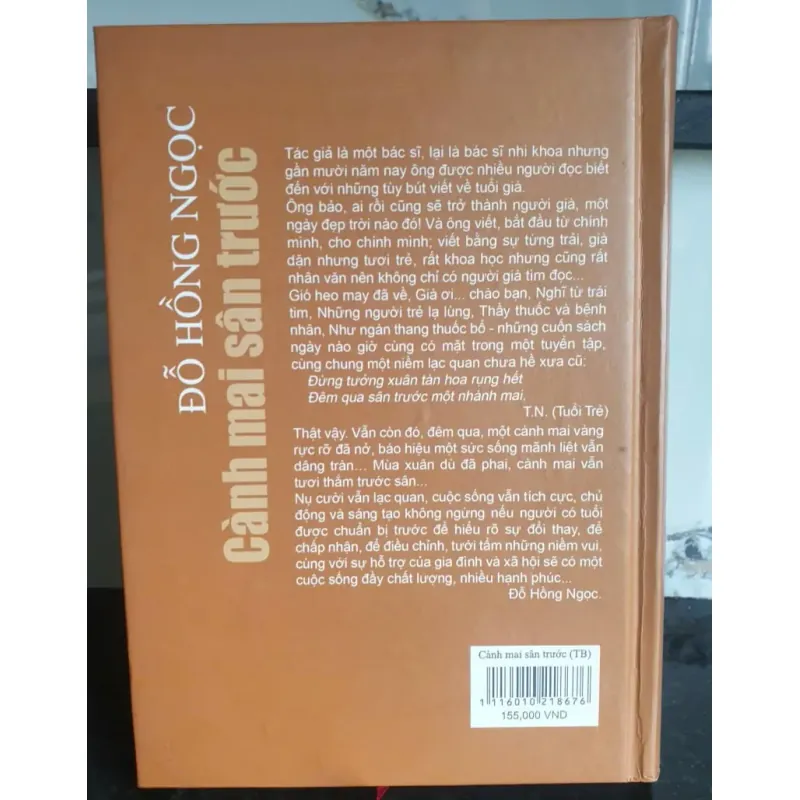 ĐỖ HỒNG NGỌC
Cành mai sân trước
Tác giả là một bác sĩ, lại là bác sĩ nhi khoa nhưng
gần mười năm nay ông được nhiều người đọc biết
đến với những tùy bút viết về tuổi già.
Ông bảo, ai rồi cũng sẽ trở thành người già, một
ngày đẹp trời nào đó! Và ông viết, bắt đầu từ chính
mình, cho chính mình; viết bằng sự từng trải, già
dặn nhưng tươi trẻ, rất khoa học nhưng cũng rất
nhân văn nên không chỉ có người già tìm đọc...
Gió heo may đã về, Già ơi... chào bạn, Nghĩ từ trái
tim, Những người trẻ lạ lùng, Thầy thuốc và bệnh
nhân, Như ngàn thang thuốc bổ - những cuốn sách
ngày nào giờ cùng có mặt trong một tuyển tập,
cùng chung một niềm lạc quan chưa hề xưa cũ:
Đừng tưởng xuân tàn hoa rụng hết
Đêm qua sân trước một nhành mai.
T.N. (Tuổi Trẻ)
Thật vậy. Vẫn còn đó, đêm qua, một cành mai vàng
rực rỡ đã nở, báo hiệu một sức sống mãnh liệt vẫn
dâng tràn... Mùa xuân dù đã phai, cành mai vẫn
tươi thắm trước sân...
Nụ cười vẫn lạc quan, cuộc sống vẫn tích cực, chủ
động và sáng tạo không ngừng nếu người có tuổi
được chuẩn bị trước để hiểu rõ sự đổi thay, để
chấp nhận, để điều chỉnh, tưới tắm những niềm vui,
cùng với sự hỗ trợ của gia đình và xã hội sẽ có một
cuộc sống đầy chất lượng, nhiều hạnh phúc...
Đỗ Hồng Ngọc.
Cành mai sân trước (TB)
1 116010 218676
155,000 VND